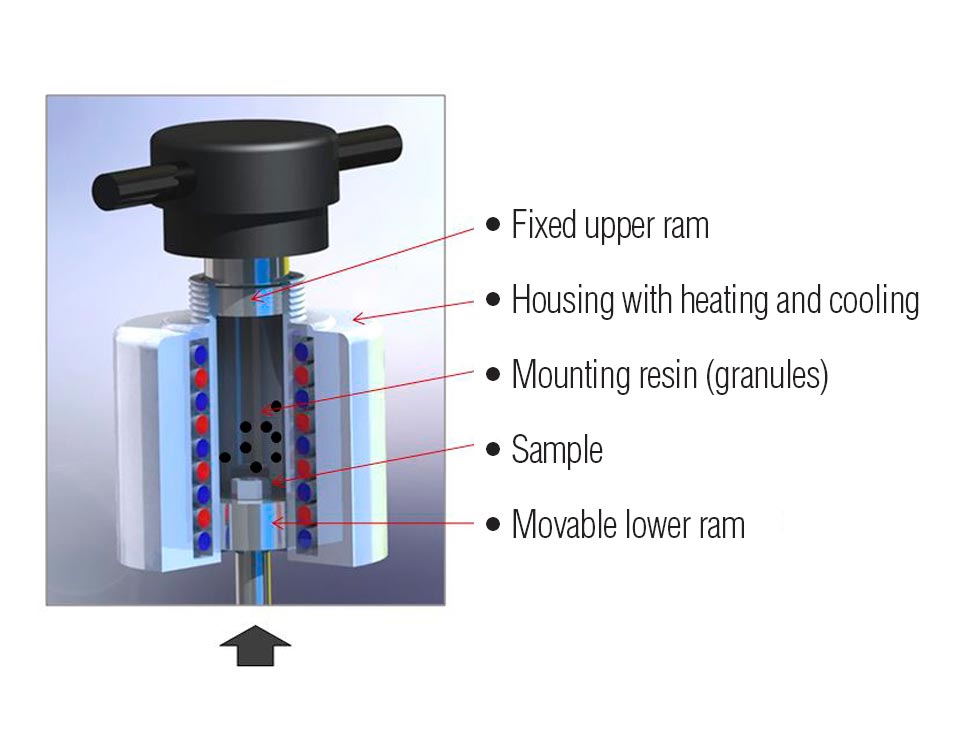 • Fixed upper ram
• Housing with heating and cooling
• Mounting resin (granules)
• Sample
• Movable lower ram